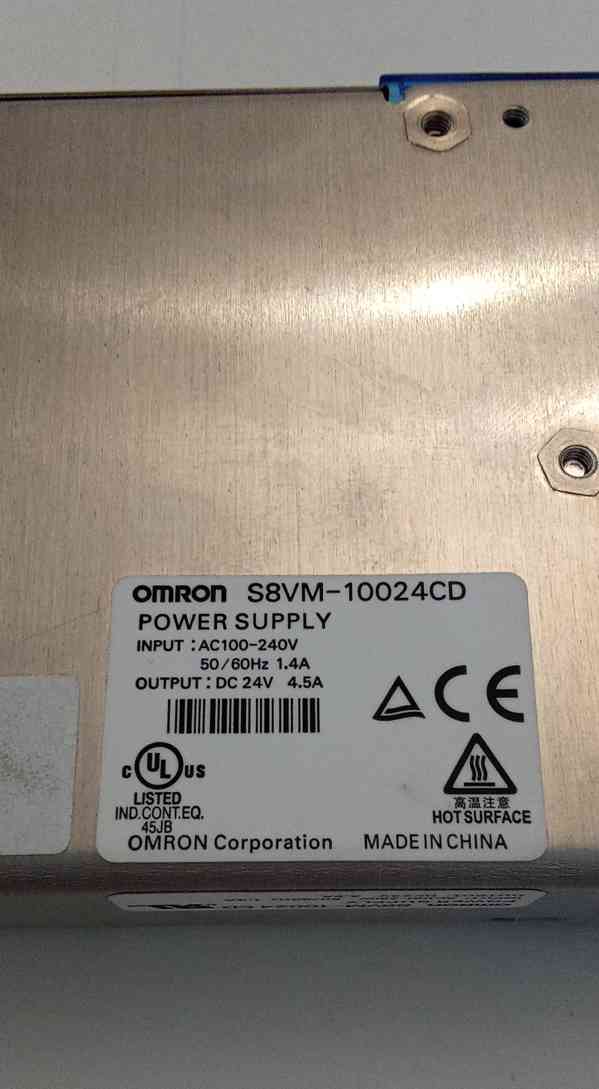 OMRON S8VM-10024CD
POWER SUPPLY
INPUT : AC100-240V
50/60Hz 1.4A
OUTPUT : DC 24V 4.5A
CE
C UL US
LISTED
IND.CONT.EQ.
45JB
高温注意
HOT SURFACE
OMRON Corporation MADE IN CHINA